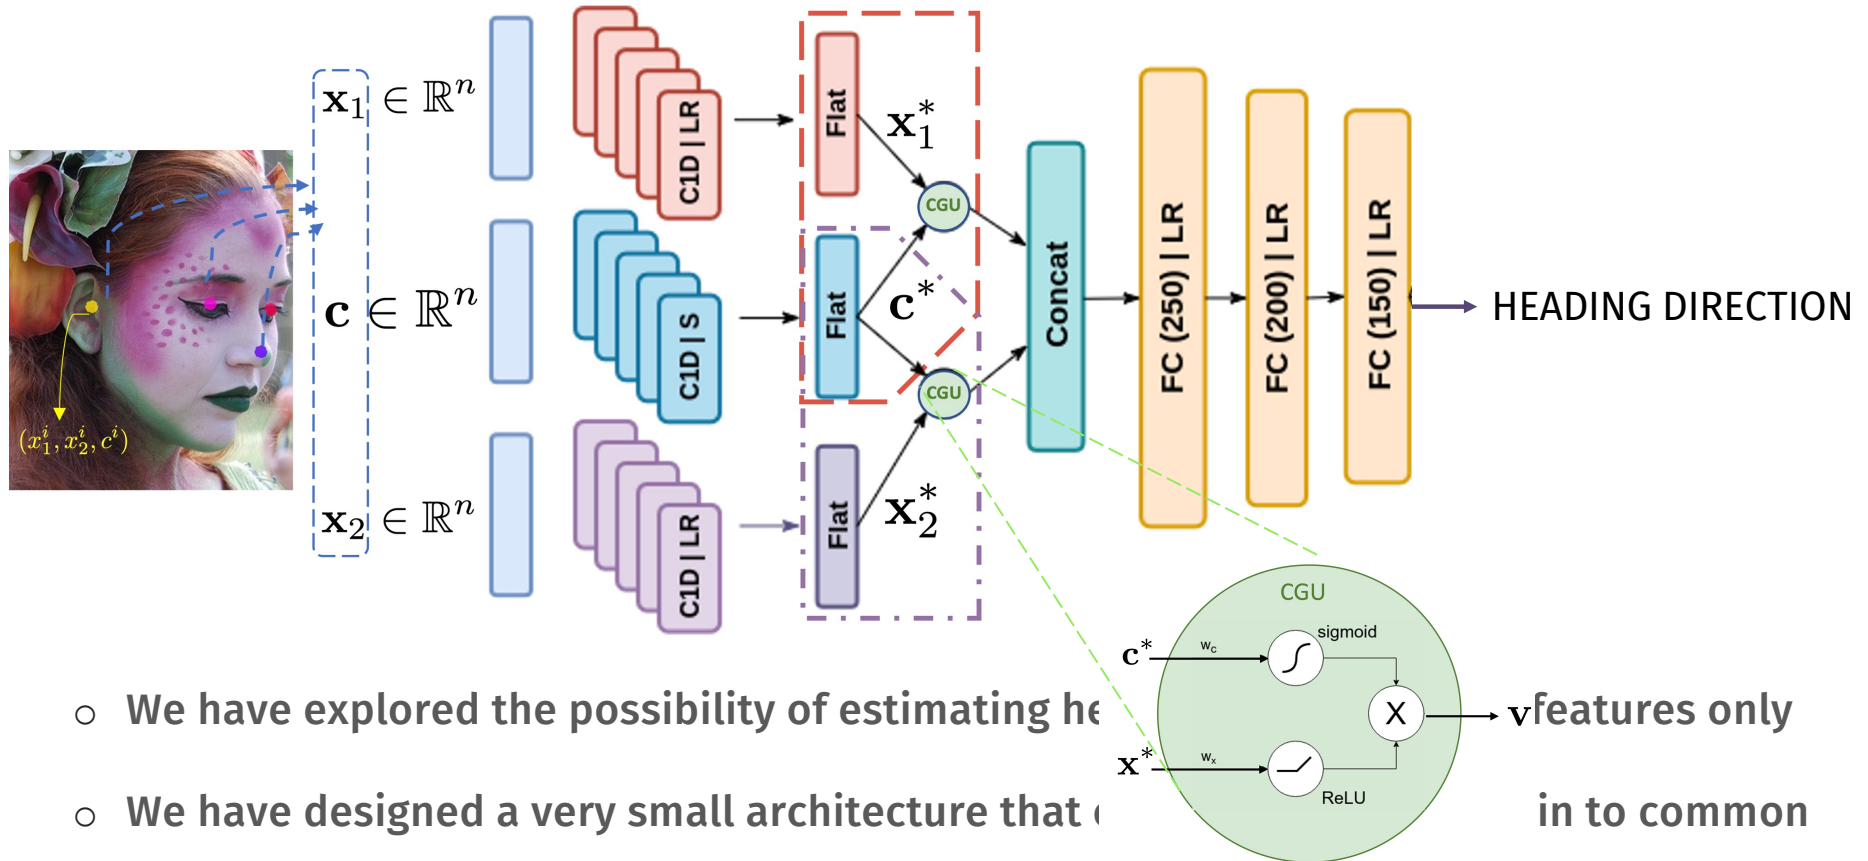 𝐱₁ ∈ ℝⁿ
C1D | LR
Flat
𝐱₁*
CGU
𝐜 ∈ ℝⁿ
C1D | S
Flat
𝐜*
CGU
𝐱₂ ∈ ℝⁿ
C1D | LR
Flat
𝐱₂*
Concat
FC (250) | LR
FC (200) | LR
FC (150) | LR
HEADING DIRECTION
(x₁ⁱ, x₂ⁱ, cⁱ)
CGU
sigmoid
𝐜*
w_c
X
𝐯
𝐱*
w_x
ReLU
○ We have explored the possibility of estimating he features only
○ We have designed a very small architecture that in to common